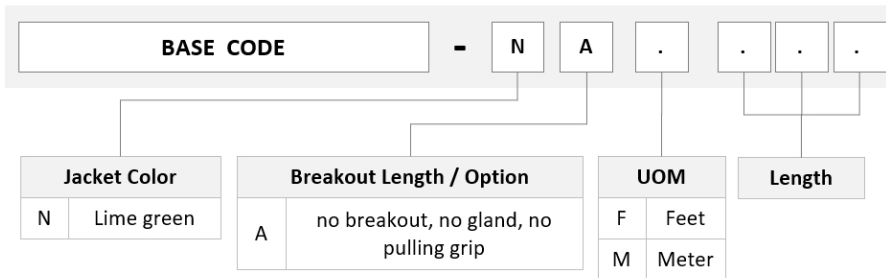 BASE CODE - N A . . . .
Jacket Color
N Lime green
Breakout Length / Option
A no breakout, no gland, no
pulling grip
UOM
F Feet
M Meter
Length